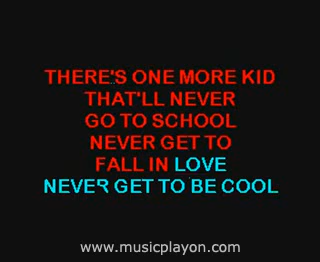 THERE'S ONE MORE KID
THAT'LL NEVER
GO TO SCHOOL
NEVER GET TO
FALL IN LOVE
NEVER GET TO BE COOL
www.musicplayon.com